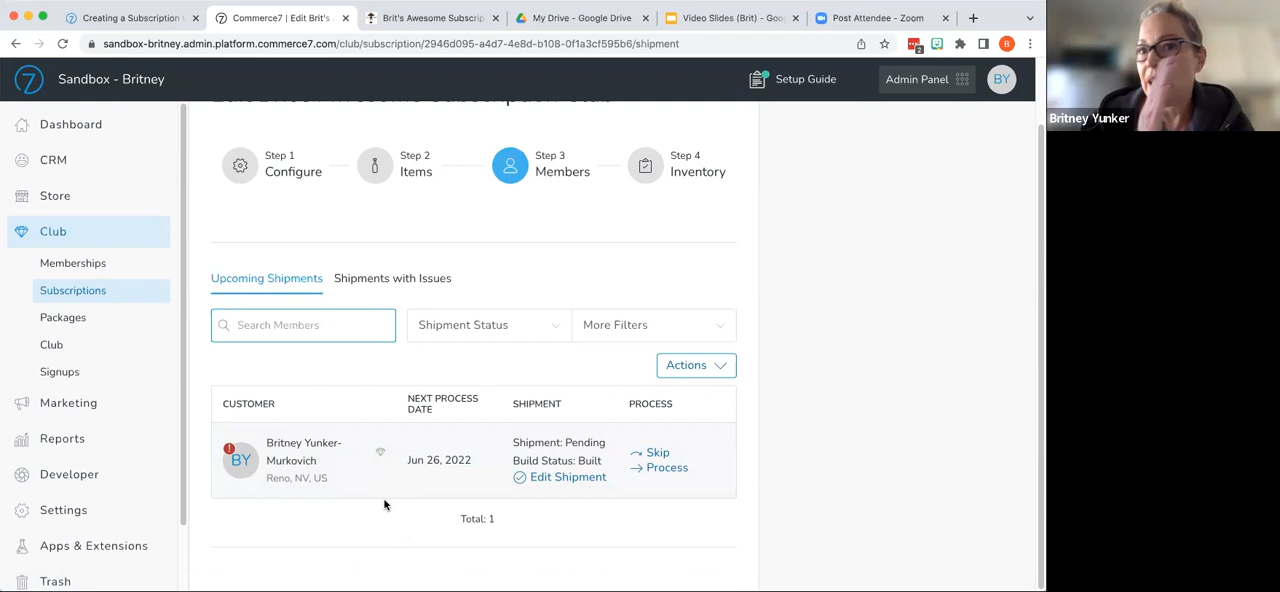 Creating a Subscription
Commerce7 | Edit Brit's
Brit's Awesome Subscrip
My Drive - Google Drive
Video Slides (Brit) - Goo
Post Attendee - Zoom
sandbox-britney.admin.platform.commerce7.com/club/subscription/2946d095-a4d7-4e8d-b108-0f1a3cf595b6/shipment
2
B
7
Sandbox - Britney
Setup Guide
Admin Panel
BY
Britney Yunker
Dashboard
CRM
Store
Club
Memberships
Subscriptions
Packages
Club
Signups
Marketing
Reports
Developer
Settings
Apps & Extensions
Trash
Step 1
Configure
Step 2
Items
Step 3
Members
Step 4
Inventory
Upcoming Shipments
Shipments with Issues
Search Members
Shipment Status
More Filters
Actions
CUSTOMER
NEXT PROCESS
DATE
SHIPMENT
PROCESS
!
BY
Britney Yunker-
Murkovich
Reno, NV, US
Jun 26, 2022
Shipment: Pending
Build Status: Built
Edit Shipment
Skip
Process
Total: 1